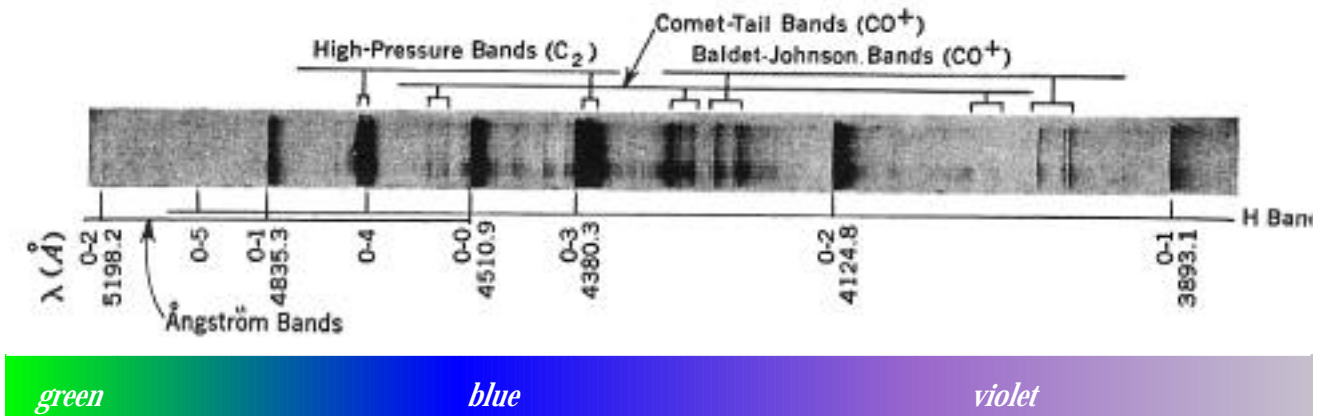 Comet-Tail Bands (CO⁺)
High-Pressure Bands (C₂)
Baldet-Johnson Bands (CO⁺)
H Ban
λ (Å)
0-2
5198.2
0-5
0-1
4835.3
0-4
0-0
4510.9
0-3
4380.3
0-2
4124.8
0-1
3893.1
Ångström Bands
green blue violet